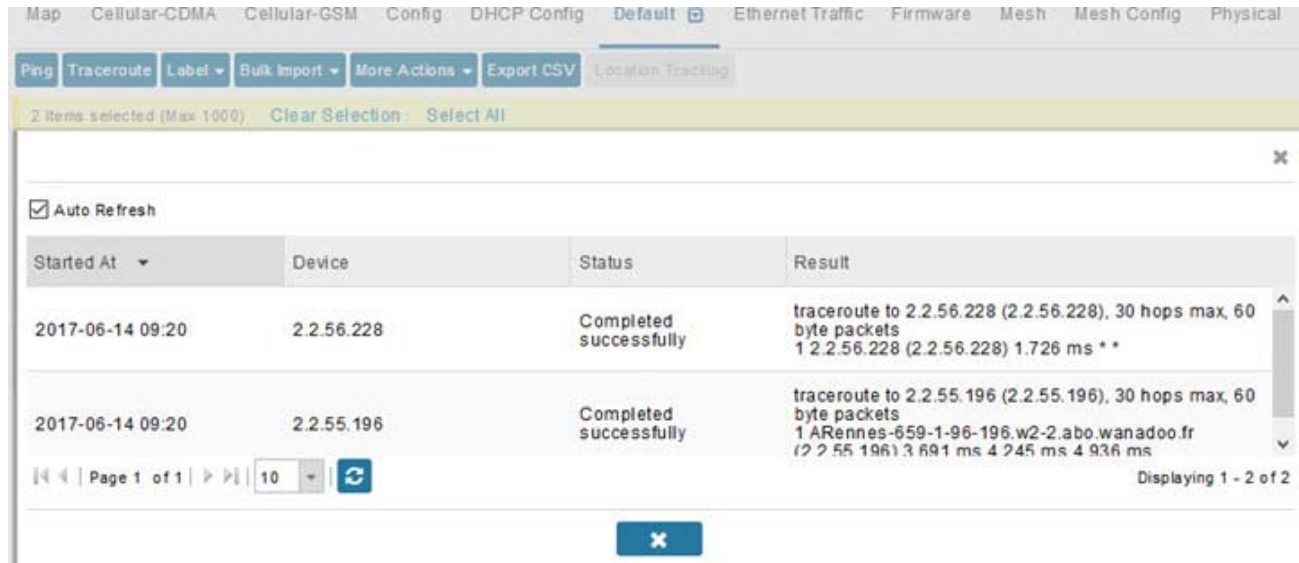 Map Cellular-CDMA Cellular-GSM Config DHCP Config Default Ethernet Traffic Firmware Mesh Mesh Config Physical
Ping Traceroute Label Bulk Import More Actions Export CSV Location Tracking
2 Items selected (Max 1000) Clear Selection Select All
Auto Refresh
Started At Device Status Result
2017-06-14 09:20 2.2.56.228 Completed successfully
traceroute to 2.2.56.228 (2.2.56.228), 30 hops max, 60
byte packets
1 2.2.56.228 (2.2.56.228) 1.726 ms * *
2017-06-14 09:20 2.2.55.196 Completed successfully
traceroute to 2.2.55.196 (2.2.55.196), 30 hops max, 60
byte packets
1 ARennes-659-1-96-196.w2-2.abo.wanadoo.fr
(2.2.55.196) 3.691 ms 4.245 ms 4.936 ms
Page 1 of 1 10 Displaying 1 - 2 of 2